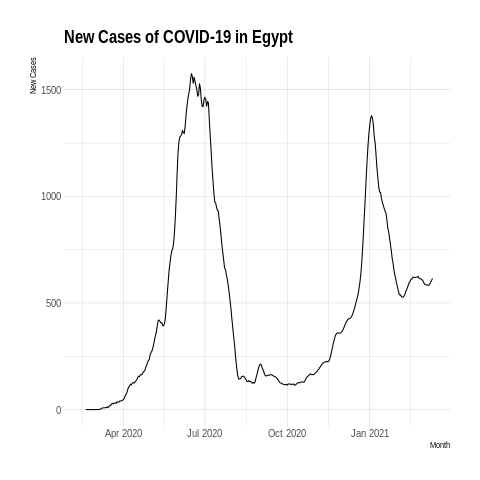 New Cases of COVID-19 in Egypt
New Cases
1500
1000
500
0
Apr 2020 Jul 2020 Oct 2020 Jan 2021
Month